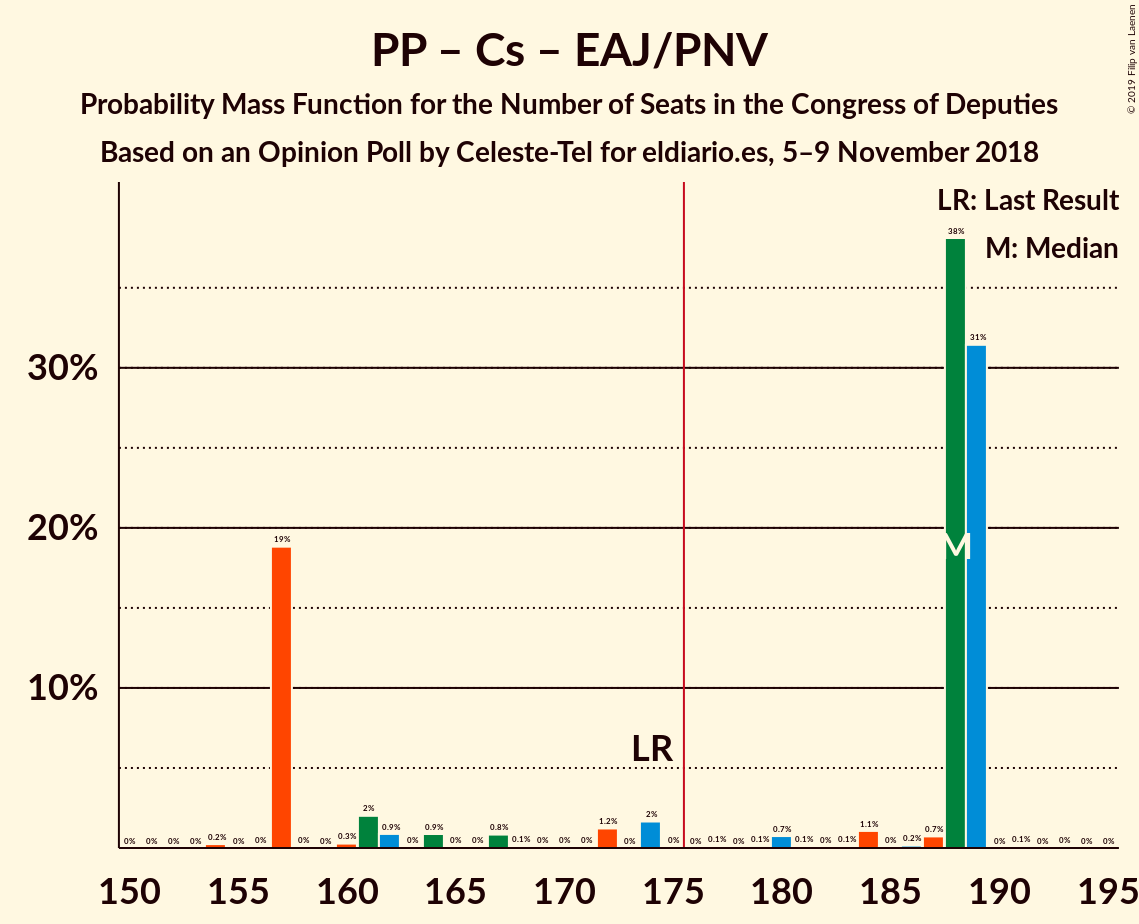 PP – Cs – EAJ/PNV
Probability Mass Function for the Number of Seats in the Congress of Deputies
Based on an Opinion Poll by Celeste-Tel for eldiario.es, 5–9 November 2018
© 2019 Filip van Laenen
LR: Last Result
M: Median
30%
20%
10%
LR
M
0% 0% 0% 0% 0.2% 0% 0% 19% 0% 0% 0.3% 2% 0.9% 0% 0.9% 0% 0% 0.8% 0.1% 0% 0% 0% 1.2% 0% 2% 0% 0% 0.1% 0% 0.1% 0.7% 0.1% 0% 0.1% 1.1% 0% 0.2% 0.7% 38% 31% 0% 0.1% 0% 0% 0% 0%
150 155 160 165 170 175 180 185 190 195